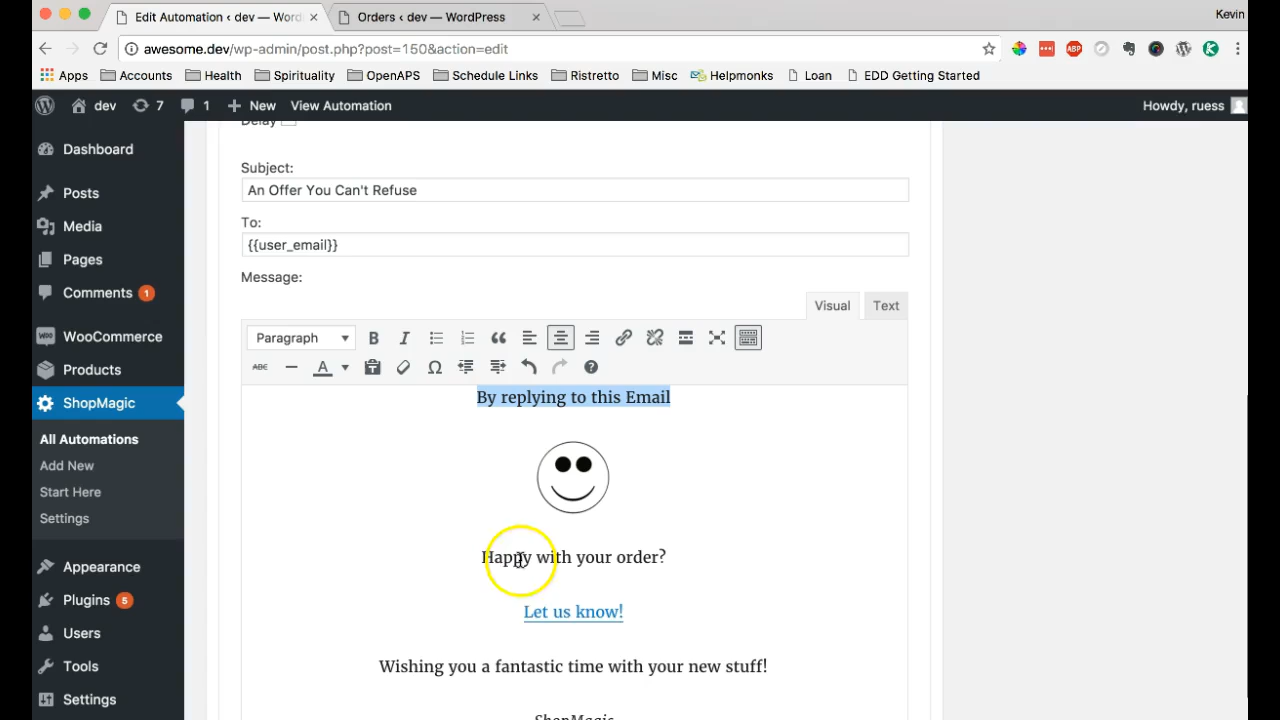 Edit Automation ‹ dev — Word
Orders ‹ dev — WordPress
Kevin
awesome.dev/wp-admin/post.php?post=150&action=edit
Apps Accounts Health Spirituality OpenAPS Schedule Links Ristretto Misc Helpmonks Loan EDD Getting Started
dev 7 1 New View Automation Howdy, ruess
Delay
Dashboard
Posts
Media
Pages
Comments 1
WooCommerce
Products
ShopMagic
All Automations
Add New
Start Here
Settings
Appearance
Plugins 5
Users
Tools
Settings
Subject:
An Offer You Can't Refuse
To:
{{user_email}}
Message:
Visual Text
Paragraph B I
ABC A
By replying to this Email
Happy with your order?
Let us know!
Wishing you a fantastic time with your new stuff!
ShopMagic